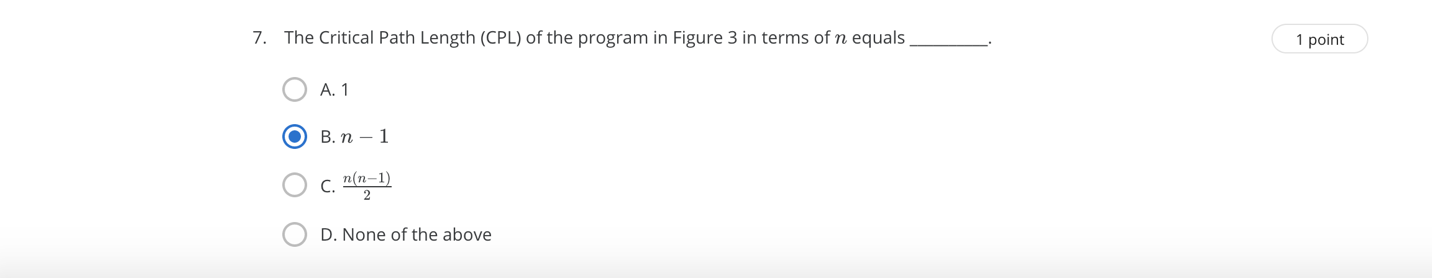 7. The Critical Path Length (CPL) of the program in Figure 3 in terms of n equals _________.
1 point
A. 1
B. n − 1
C. n(n−1)/2
D. None of the above